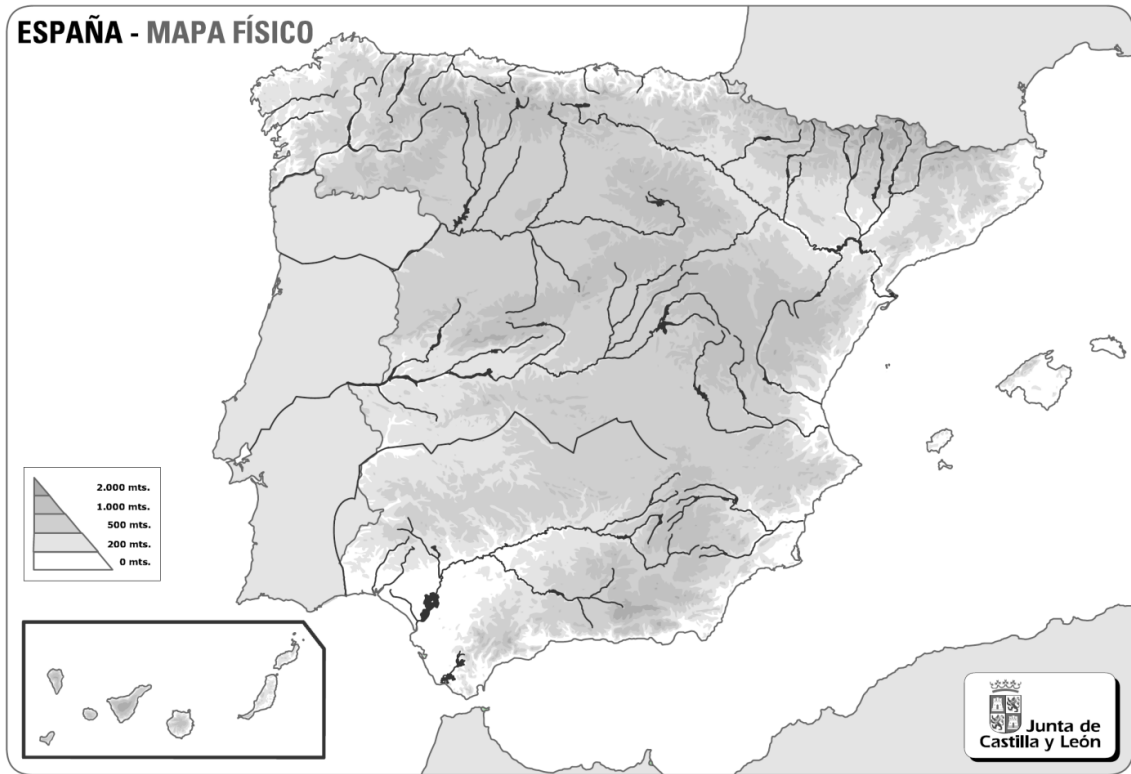 ESPAÑA - MAPA FÍSICO
2.000 mts.
1.000 mts.
500 mts.
200 mts.
0 mts.
Junta de
Castilla y León